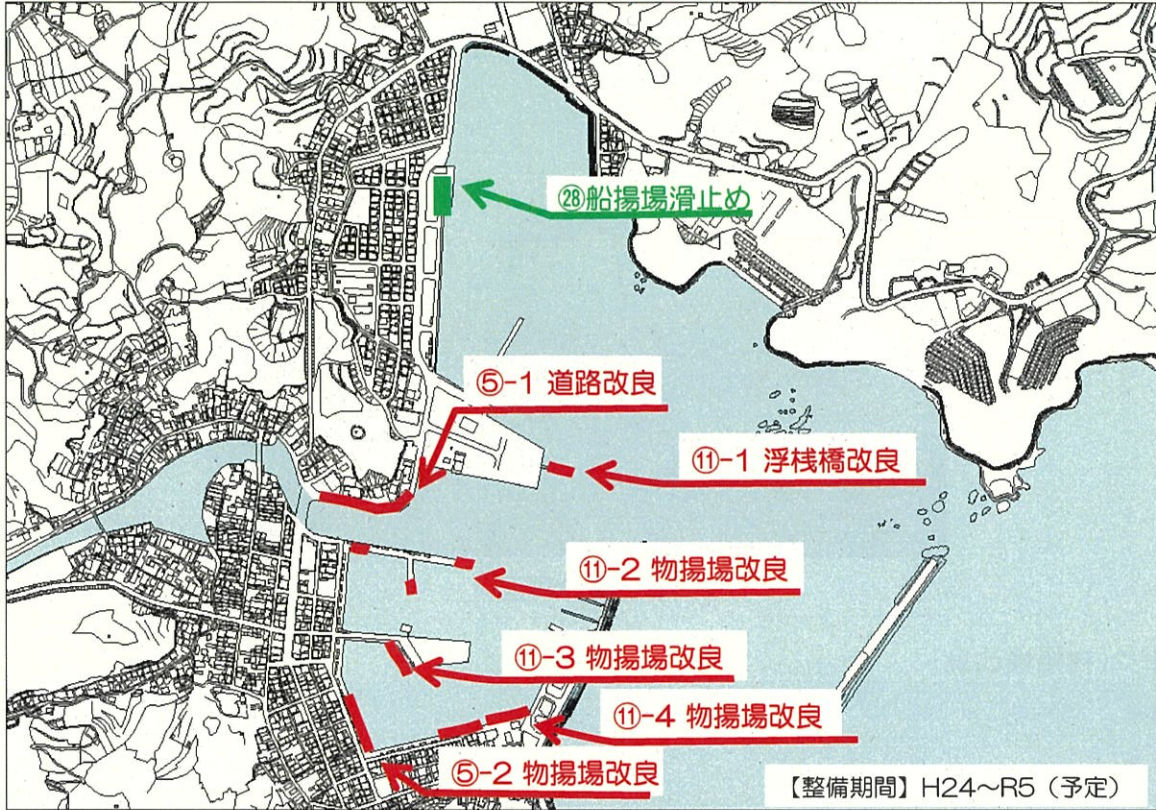 ㉘船揚場滑止め
⑤-1 道路改良
⑪-1 浮桟橋改良
⑪-2 物揚場改良
⑪-3 物揚場改良
⑪-4 物揚場改良
⑤-2 物揚場改良
【整備期間】H24～R5（予定）